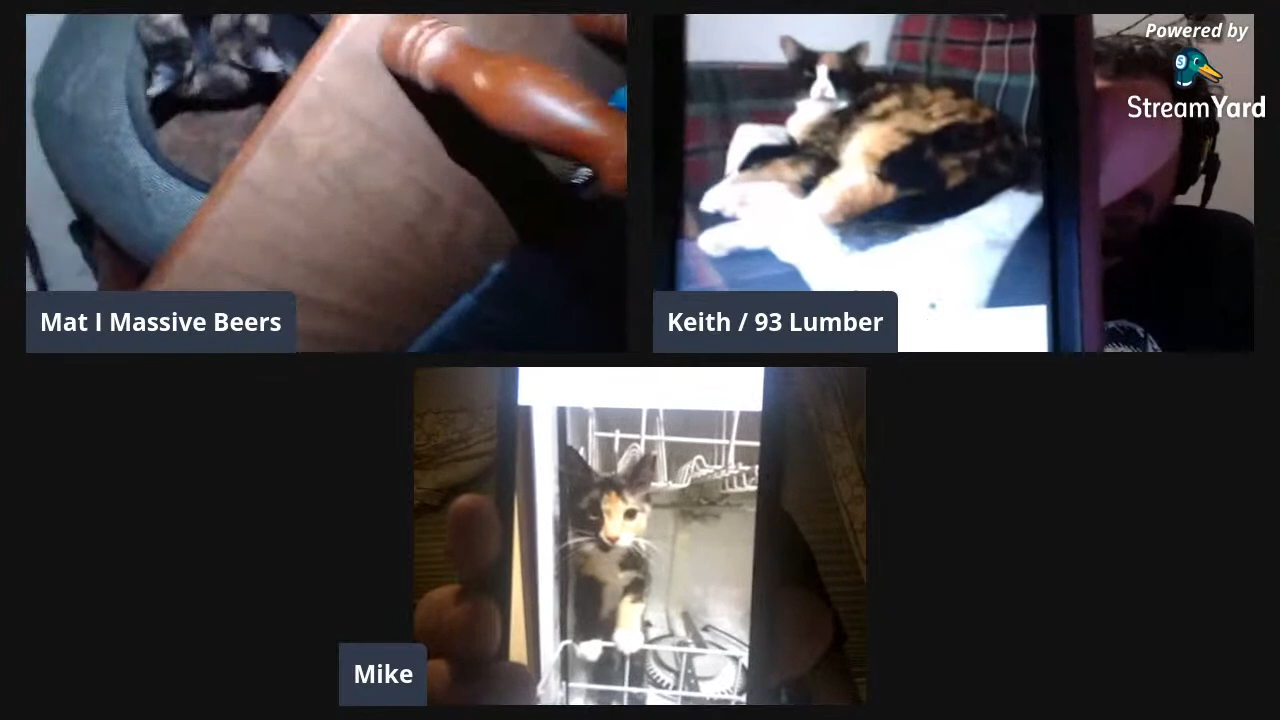 Powered by
StreamYard
Mat I Massive Beers
Keith / 93 Lumber
Mike